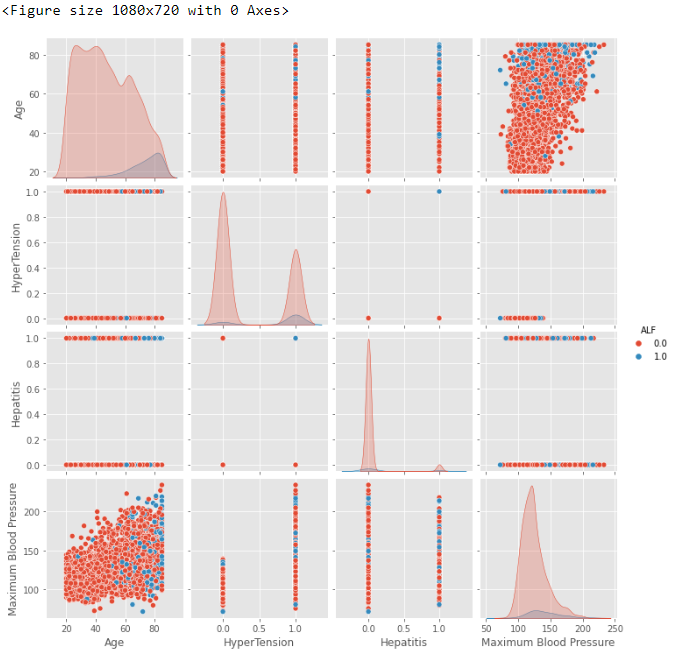 <Figure size 1080x720 with 0 Axes>
80
60
40
20
Age
1.0
0.8
0.6
0.4
0.2
0.0
HyperTension
1.0
0.8
0.6
0.4
0.2
0.0
Hepatitis
ALF
0.0
1.0
200
150
100
Maximum Blood Pressure
20 40 60 80
0.0 0.5 1.0
0.0 0.5 1.0
50 100 150 200 250
Age
HyperTension
Hepatitis
Maximum Blood Pressure